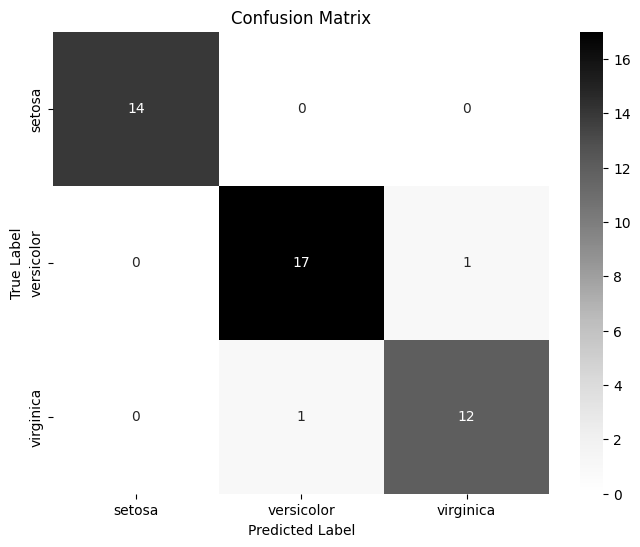 Confusion Matrix
setosa
14
0
0
16
14
12
10
8
6
4
2
0
True Label
versicolor
0
17
1
virginica
0
1
12
setosa
versicolor
virginica
Predicted Label